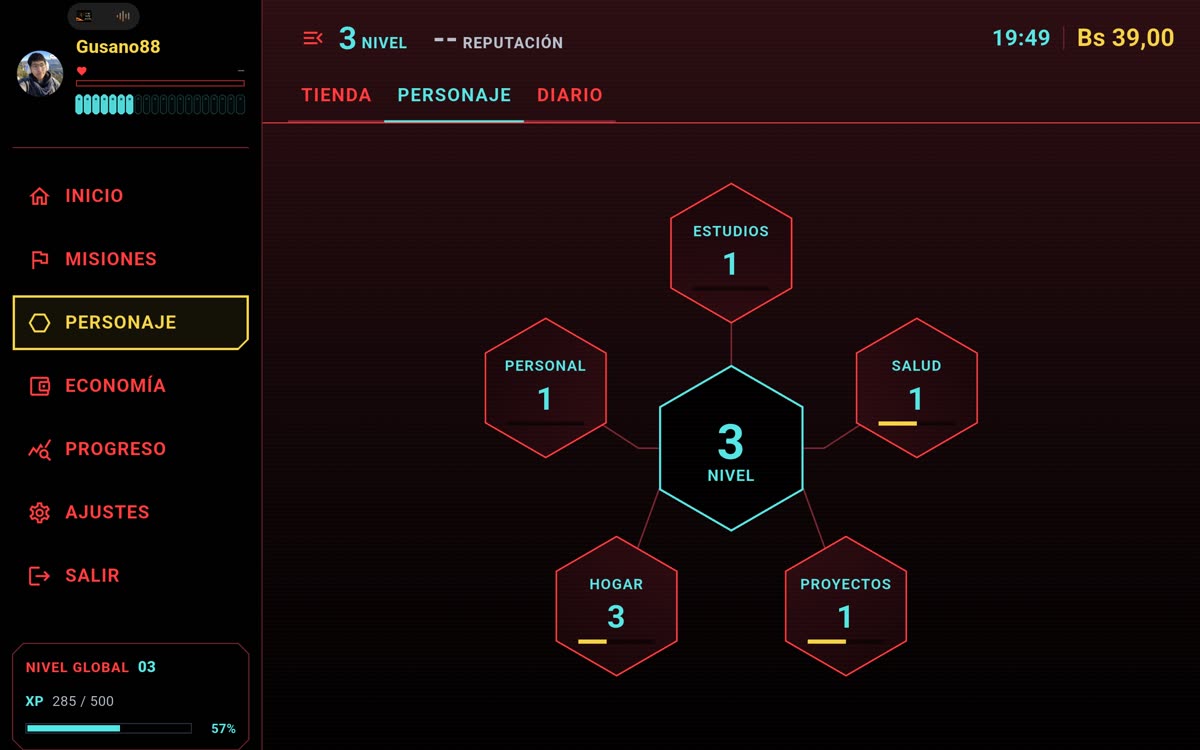 Gusano88
--
INICIO
MISIONES
PERSONAJE
ECONOMÍA
PROGRESO
AJUSTES
SALIR
NIVEL GLOBAL 03
XP 285 / 500
57%
3 NIVEL -- REPUTACIÓN
19:49 Bs 39,00
TIENDA PERSONAJE DIARIO
ESTUDIOS
1
PERSONAL
1
SALUD
1
3
NIVEL
HOGAR
3
PROYECTOS
1